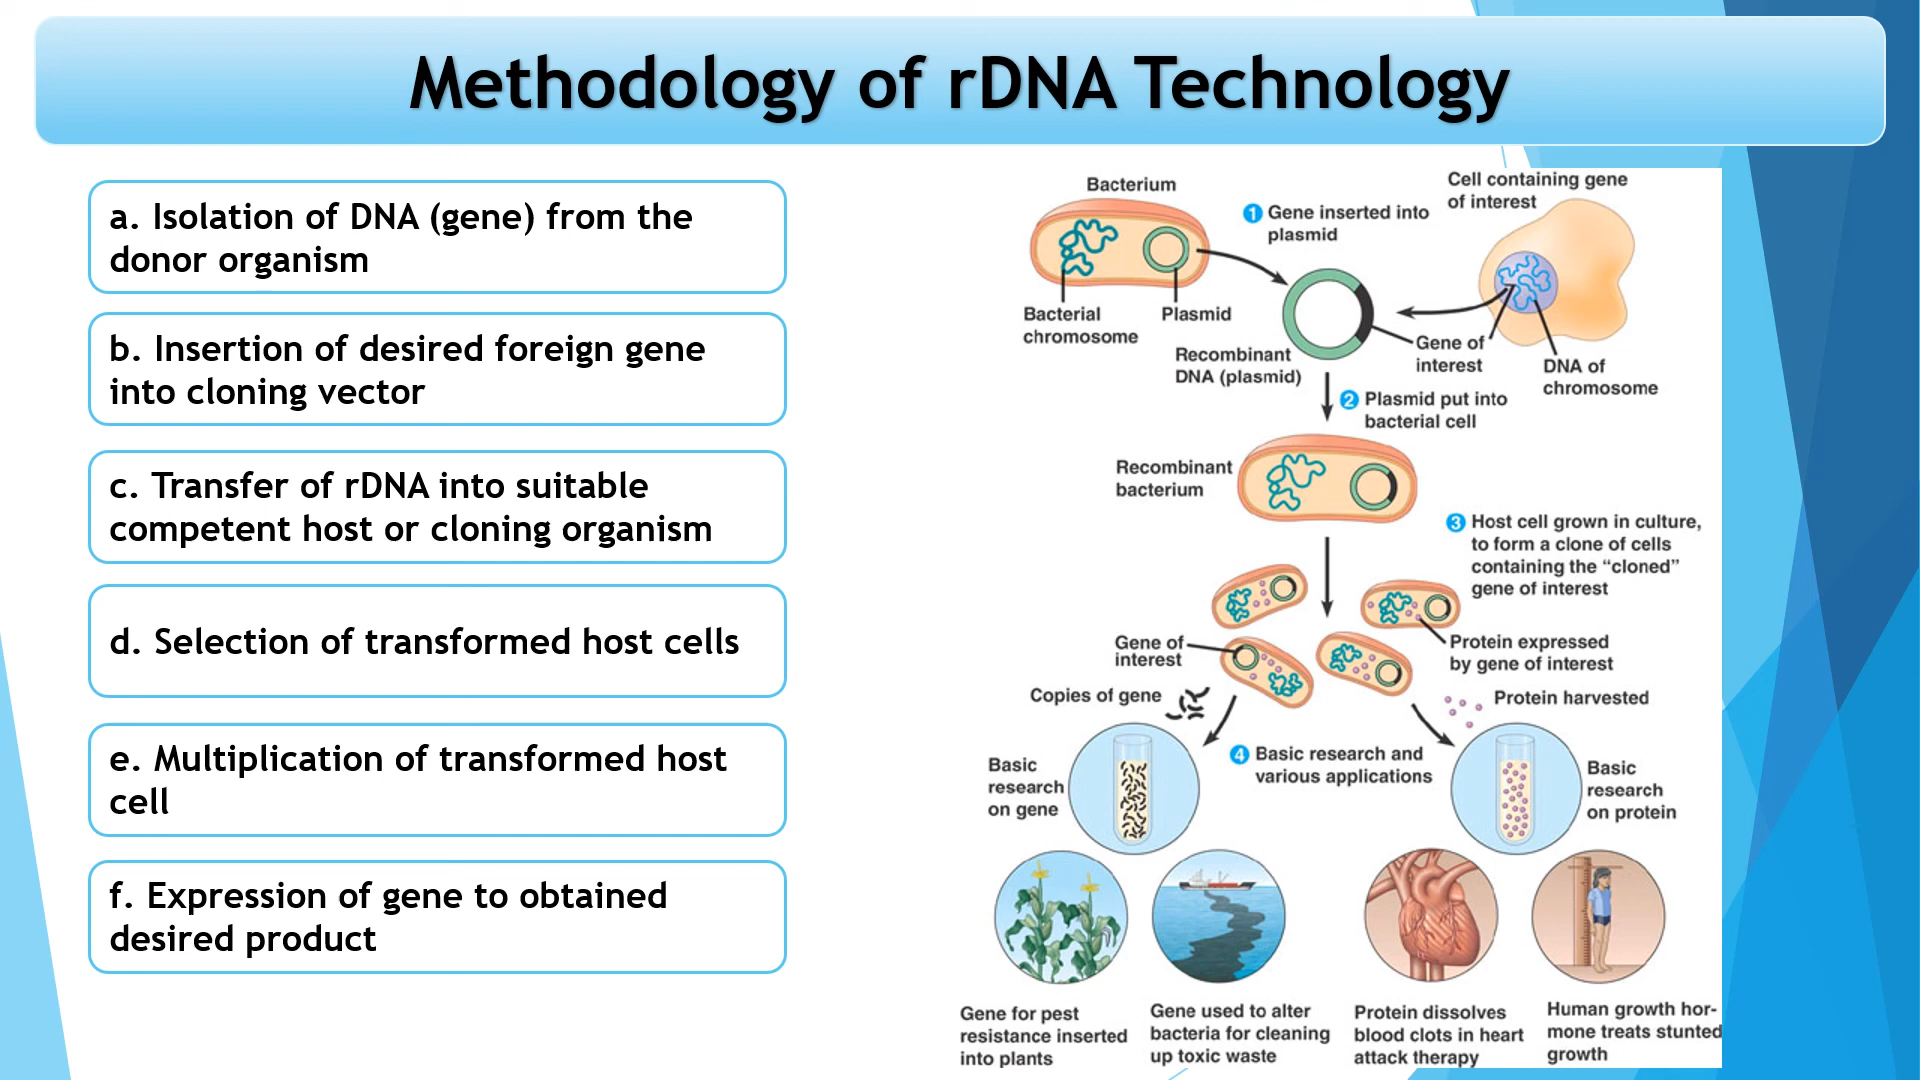 Methodology of rDNA Technology
a. Isolation of DNA (gene) from the
donor organism
b. Insertion of desired foreign gene
into cloning vector
c. Transfer of rDNA into suitable
competent host or cloning organism
d. Selection of transformed host cells
e. Multiplication of transformed host
cell
f. Expression of gene to obtained
desired product
Bacterium
Cell containing gene
of interest
1 Gene inserted into
plasmid
Bacterial
chromosome
Plasmid
Recombinant
DNA (plasmid)
Gene of
interest
DNA of
chromosome
2 Plasmid put into
bacterial cell
Recombinant
bacterium
3 Host cell grown in culture,
to form a clone of cells
containing the “cloned”
gene of interest
Gene of
interest
Protein expressed
by gene of interest
Copies of gene
Protein harvested
Basic
research
on gene
4 Basic research and
various applications
Basic
research
on protein
Gene for pest
resistance inserted
into plants
Gene used to alter
bacteria for cleaning
up toxic waste
Protein dissolves
blood clots in heart
attack therapy
Human growth hor-
mone treats stunted
growth